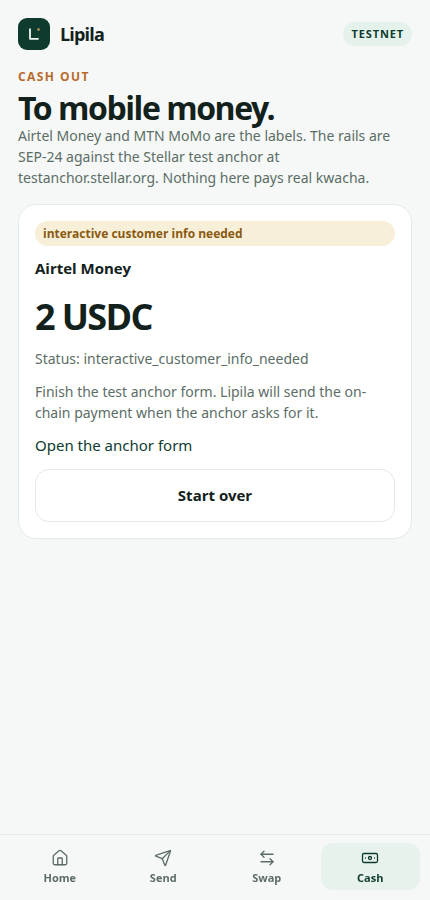 Lipila
TESTNET
CASH OUT
To mobile money.
Airtel Money and MTN MoMo are the labels. The rails are
SEP-24 against the Stellar test anchor at
testanchor.stellar.org. Nothing here pays real kwacha.
interactive customer info needed
Airtel Money
2 USDC
Status: interactive_customer_info_needed
Finish the test anchor form. Lipila will send the on-
chain payment when the anchor asks for it.
Open the anchor form
Start over
Home
Send
Swap
Cash